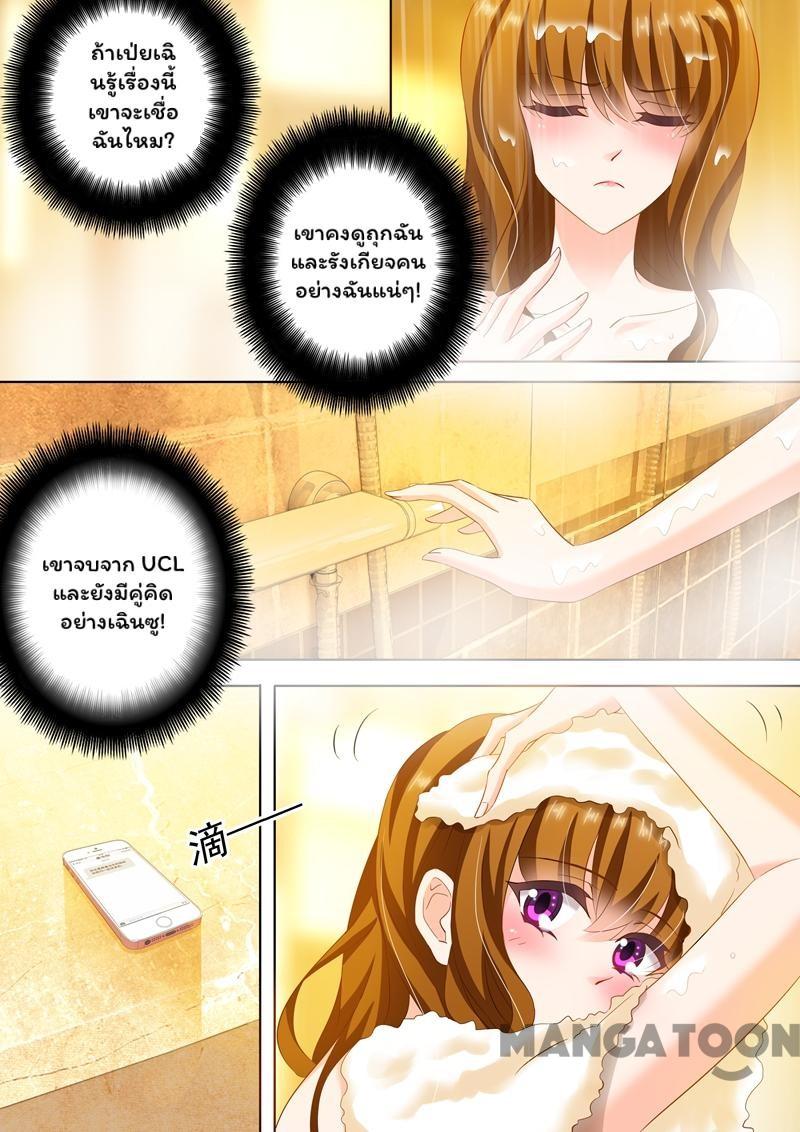 ถ้าเป่ยเฉิ
นรู้เรื่องนี้
เขาจะเชื่อ
ฉันไหม?
เขาคงดูถูกฉัน
และรังเกียจคน
อย่างฉันแน่ๆ!
เขาจบจาก UCL
และยังมีคู่คิด
อย่างเฉินซู!
滴—
MANGATOON